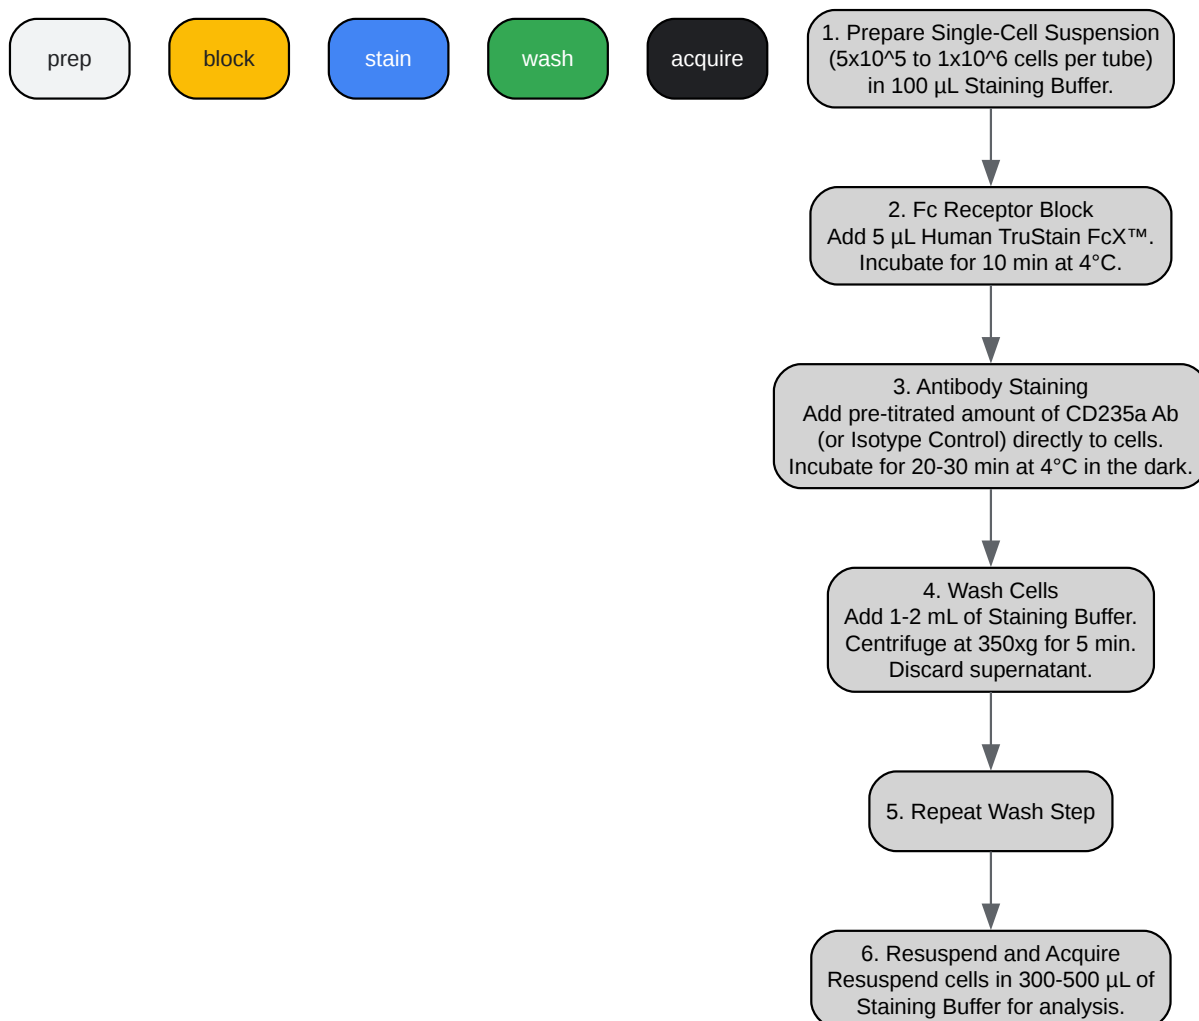 prep
block
stain
wash
acquire
1. Prepare Single-Cell Suspension
(5x10^5 to 1x10^6 cells per tube)
in 100 µL Staining Buffer.
2. Fc Receptor Block
Add 5 µL Human TruStain FcX™.
Incubate for 10 min at 4°C.
3. Antibody Staining
Add pre-titrated amount of CD235a Ab
(or Isotype Control) directly to cells.
Incubate for 20-30 min at 4°C in the dark.
4. Wash Cells
Add 1-2 mL of Staining Buffer.
Centrifuge at 350xg for 5 min.
Discard supernatant.
5. Repeat Wash Step
6. Resuspend and Acquire
Resuspend cells in 300-500 µL of
Staining Buffer for analysis.